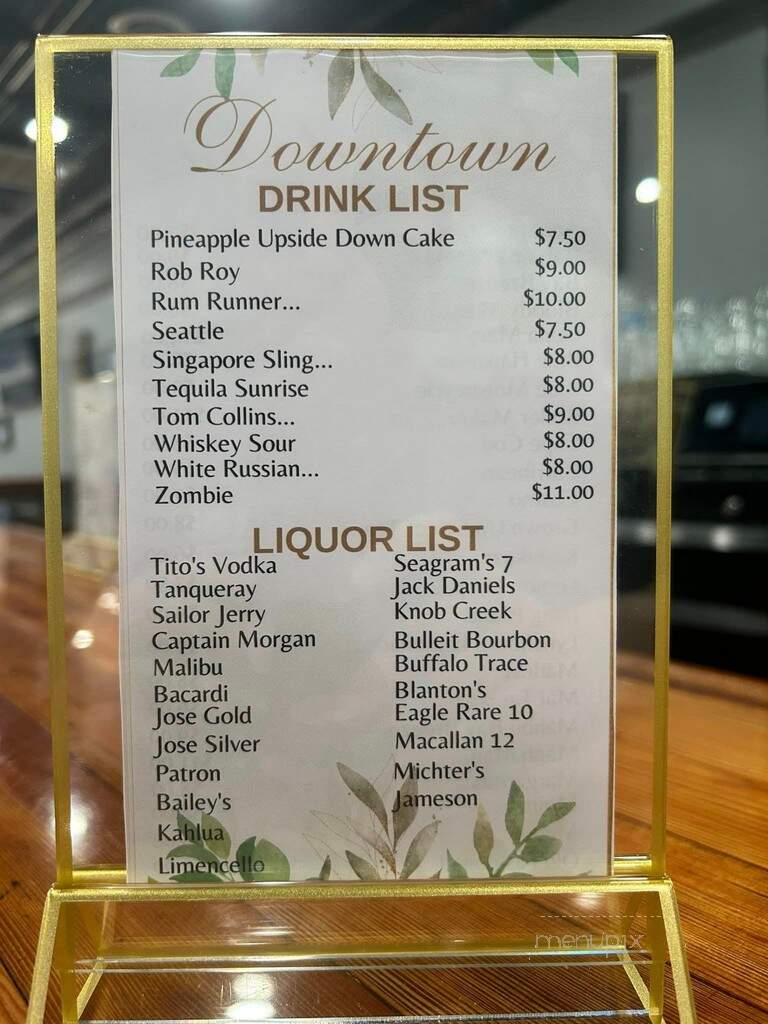 Downtown
DRINK LIST
Pineapple Upside Down Cake $7.50
Rob Roy $9.00
Rum Runner... $10.00
Seattle $7.50
Singapore Sling... $8.00
Tequila Sunrise $8.00
Tom Collins... $9.00
Whiskey Sour $8.00
White Russian... $8.00
Zombie $11.00
LIQUOR LIST
Tito's Vodka
Tanqueray
Sailor Jerry
Captain Morgan
Malibu
Bacardi
Jose Gold
Jose Silver
Patron
Bailey's
Kahlua
Limencello
Seagram's 7
Jack Daniels
Knob Creek
Bulleit Bourbon
Buffalo Trace
Blanton's
Eagle Rare 10
Macallan 12
Michter's
Jameson
menupix